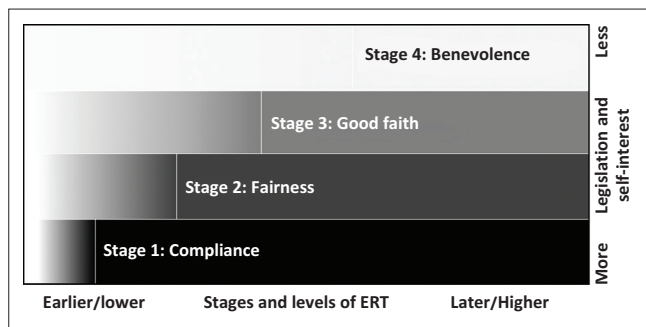 Stage 4: Benevolence
Stage 3: Good faith
Stage 2: Fairness
Stage 1: Compliance
Less
Legislation and
self-interest
More
Earlier/lower Stages and levels of ERT Later/Higher